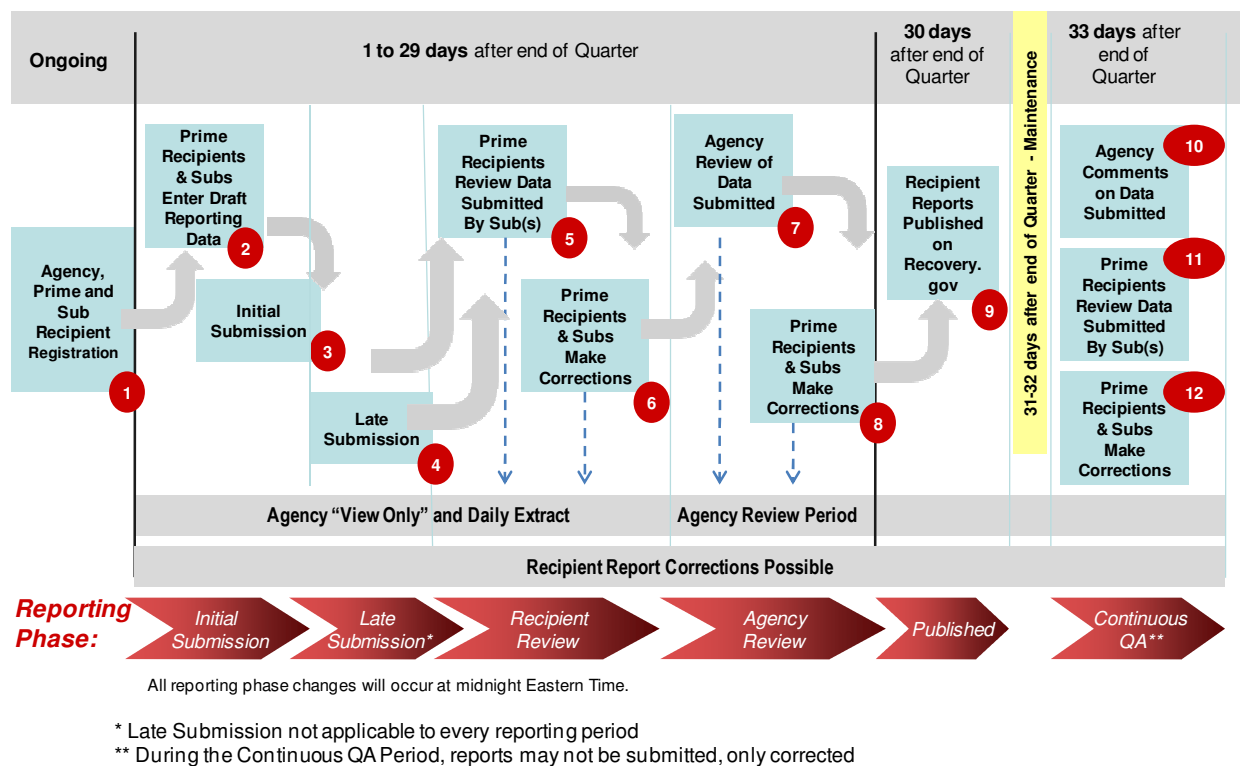 Ongoing
1 to 29 days after end of Quarter
30 days
after end of
Quarter
31-32 days after end of Quarter - Maintenance
33 days after
end of
Quarter
Agency,
Prime and
Sub
Recipient
Registration
1
Prime
Recipients
& Subs
Enter Draft
Reporting
Data
2
Initial
Submission
3
Late
Submission
4
Prime
Recipients
Review Data
Submitted
By Sub(s)
5
Prime
Recipients
& Subs
Make
Corrections
6
Agency
Review of
Data
Submitted
7
Prime
Recipients
& Subs
Make
Corrections
8
Recipient
Reports
Published
on
Recovery.
gov
9
Agency
Comments
on Data
Submitted
10
Prime
Recipients
Review Data
Submitted
By Sub(s)
11
Prime
Recipients
& Subs
Make
Corrections
12
Agency “View Only” and Daily Extract
Agency Review Period
Recipient Report Corrections Possible
Reporting
Phase:
Initial
Submission
Late
Submission*
Recipient
Review
Agency
Review
Published
Continuous
QA**
All reporting phase changes will occur at midnight Eastern Time.
* Late Submission not applicable to every reporting period
** During the Continuous QA Period, reports may not be submitted, only corrected